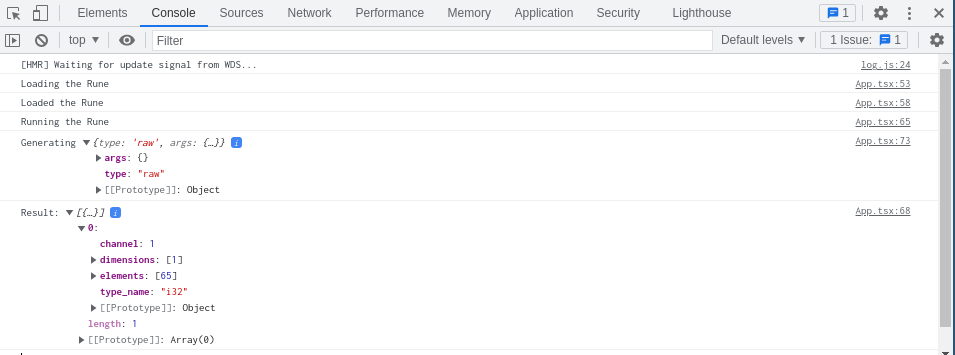 Elements Console Sources Network Performance Memory Application Security Lighthouse 1
top Filter Default levels 1 Issue: 1
[HMR] Waiting for update signal from WDS... log.js:24
Loading the Rune App.tsx:53
Loaded the Rune App.tsx:58
Running the Rune App.tsx:65
Generating {type: 'raw', args: {…}} i App.tsx:73
args: {}
type: "raw"
[[Prototype]]: Object
Result: [{…}] i App.tsx:68
0:
channel: 1
dimensions: [1]
elements: [65]
type_name: "i32"
[[Prototype]]: Object
length: 1
[[Prototype]]: Array(0)